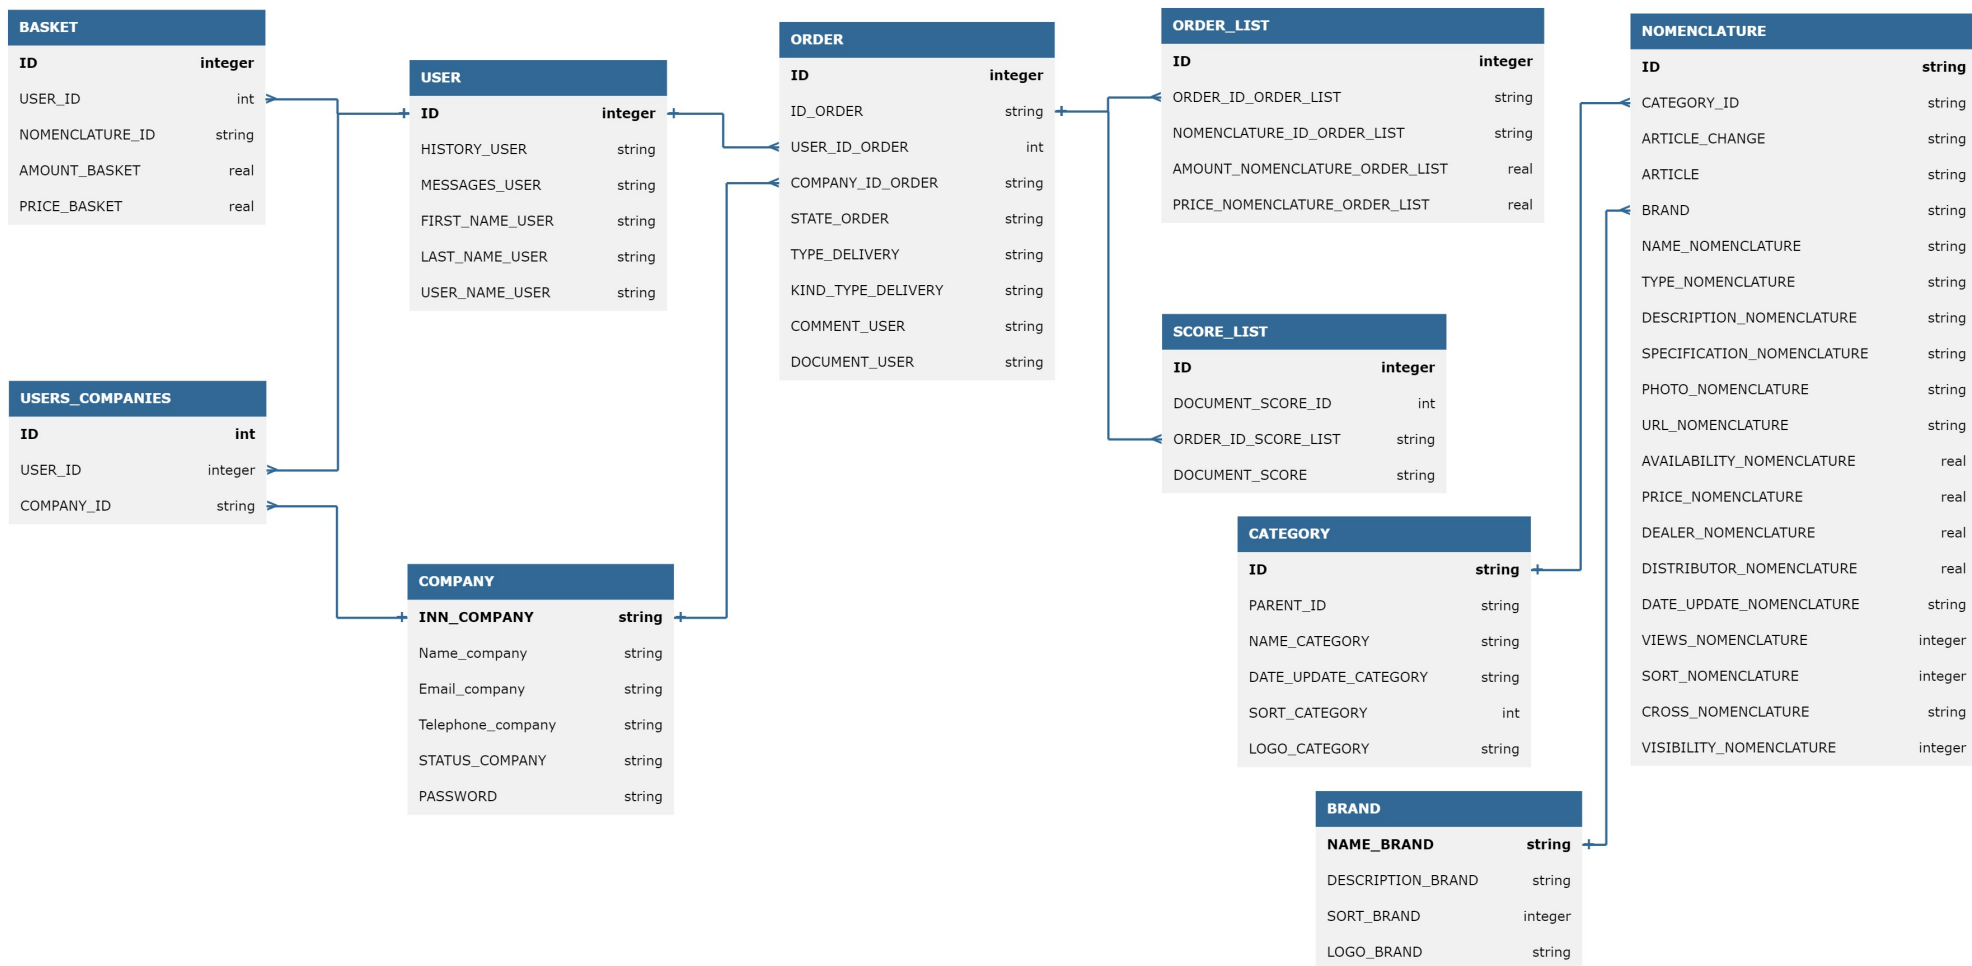 BASKET
ID integer
USER_ID int
NOMENCLATURE_ID string
AMOUNT_BASKET real
PRICE_BASKET real
USERS_COMPANIES
ID int
USER_ID integer
COMPANY_ID string
USER
ID integer
HISTORY_USER string
MESSAGES_USER string
FIRST_NAME_USER string
LAST_NAME_USER string
USER_NAME_USER string
COMPANY
INN_COMPANY string
Name_company string
Email_company string
Telephone_company string
STATUS_COMPANY string
PASSWORD string
ORDER
ID integer
ID_ORDER string
USER_ID_ORDER int
COMPANY_ID_ORDER string
STATE_ORDER string
TYPE_DELIVERY string
KIND_TYPE_DELIVERY string
COMMENT_USER string
DOCUMENT_USER string
ORDER_LIST
ID integer
ORDER_ID_ORDER_LIST string
NOMENCLATURE_ID_ORDER_LIST string
AMOUNT_NOMENCLATURE_ORDER_LIST real
PRICE_NOMENCLATURE_ORDER_LIST real
SCORE_LIST
ID integer
DOCUMENT_SCORE_ID int
ORDER_ID_SCORE_LIST string
DOCUMENT_SCORE string
CATEGORY
ID string
PARENT_ID string
NAME_CATEGORY string
DATE_UPDATE_CATEGORY string
SORT_CATEGORY int
LOGO_CATEGORY string
BRAND
NAME_BRAND string
DESCRIPTION_BRAND string
SORT_BRAND integer
LOGO_BRAND string
NOMENCLATURE
ID string
CATEGORY_ID string
ARTICLE_CHANGE string
ARTICLE string
BRAND string
NAME_NOMENCLATURE string
TYPE_NOMENCLATURE string
DESCRIPTION_NOMENCLATURE string
SPECIFICATION_NOMENCLATURE string
PHOTO_NOMENCLATURE string
URL_NOMENCLATURE string
AVAILABILITY_NOMENCLATURE real
PRICE_NOMENCLATURE real
DEALER_NOMENCLATURE real
DISTRIBUTOR_NOMENCLATURE real
DATE_UPDATE_NOMENCLATURE string
VIEWS_NOMENCLATURE integer
SORT_NOMENCLATURE integer
CROSS_NOMENCLATURE string
VISIBILITY_NOMENCLATURE integer